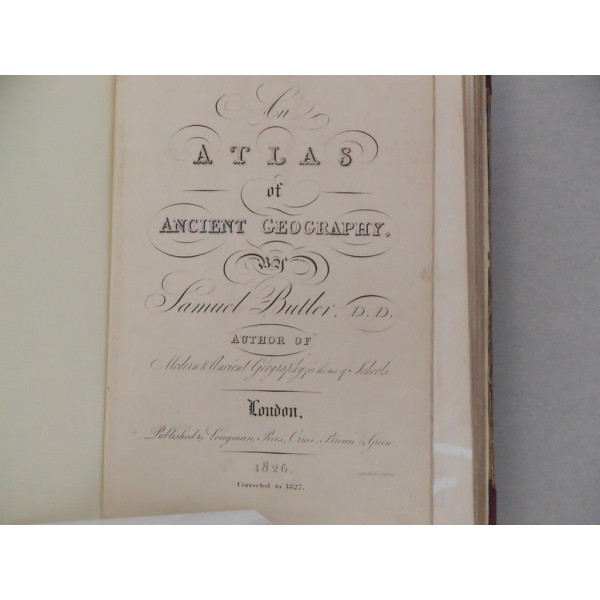 An
ATLAS
of
ANCIENT GEOGRAPHY,
BY
Samuel Butler, D.D.
AUTHOR OF
Modern & Ancient Geography for the use of Schools.
London,
Published by Longman, Rees, Orme, Brown & Green
1826.
Corrected to 1827.